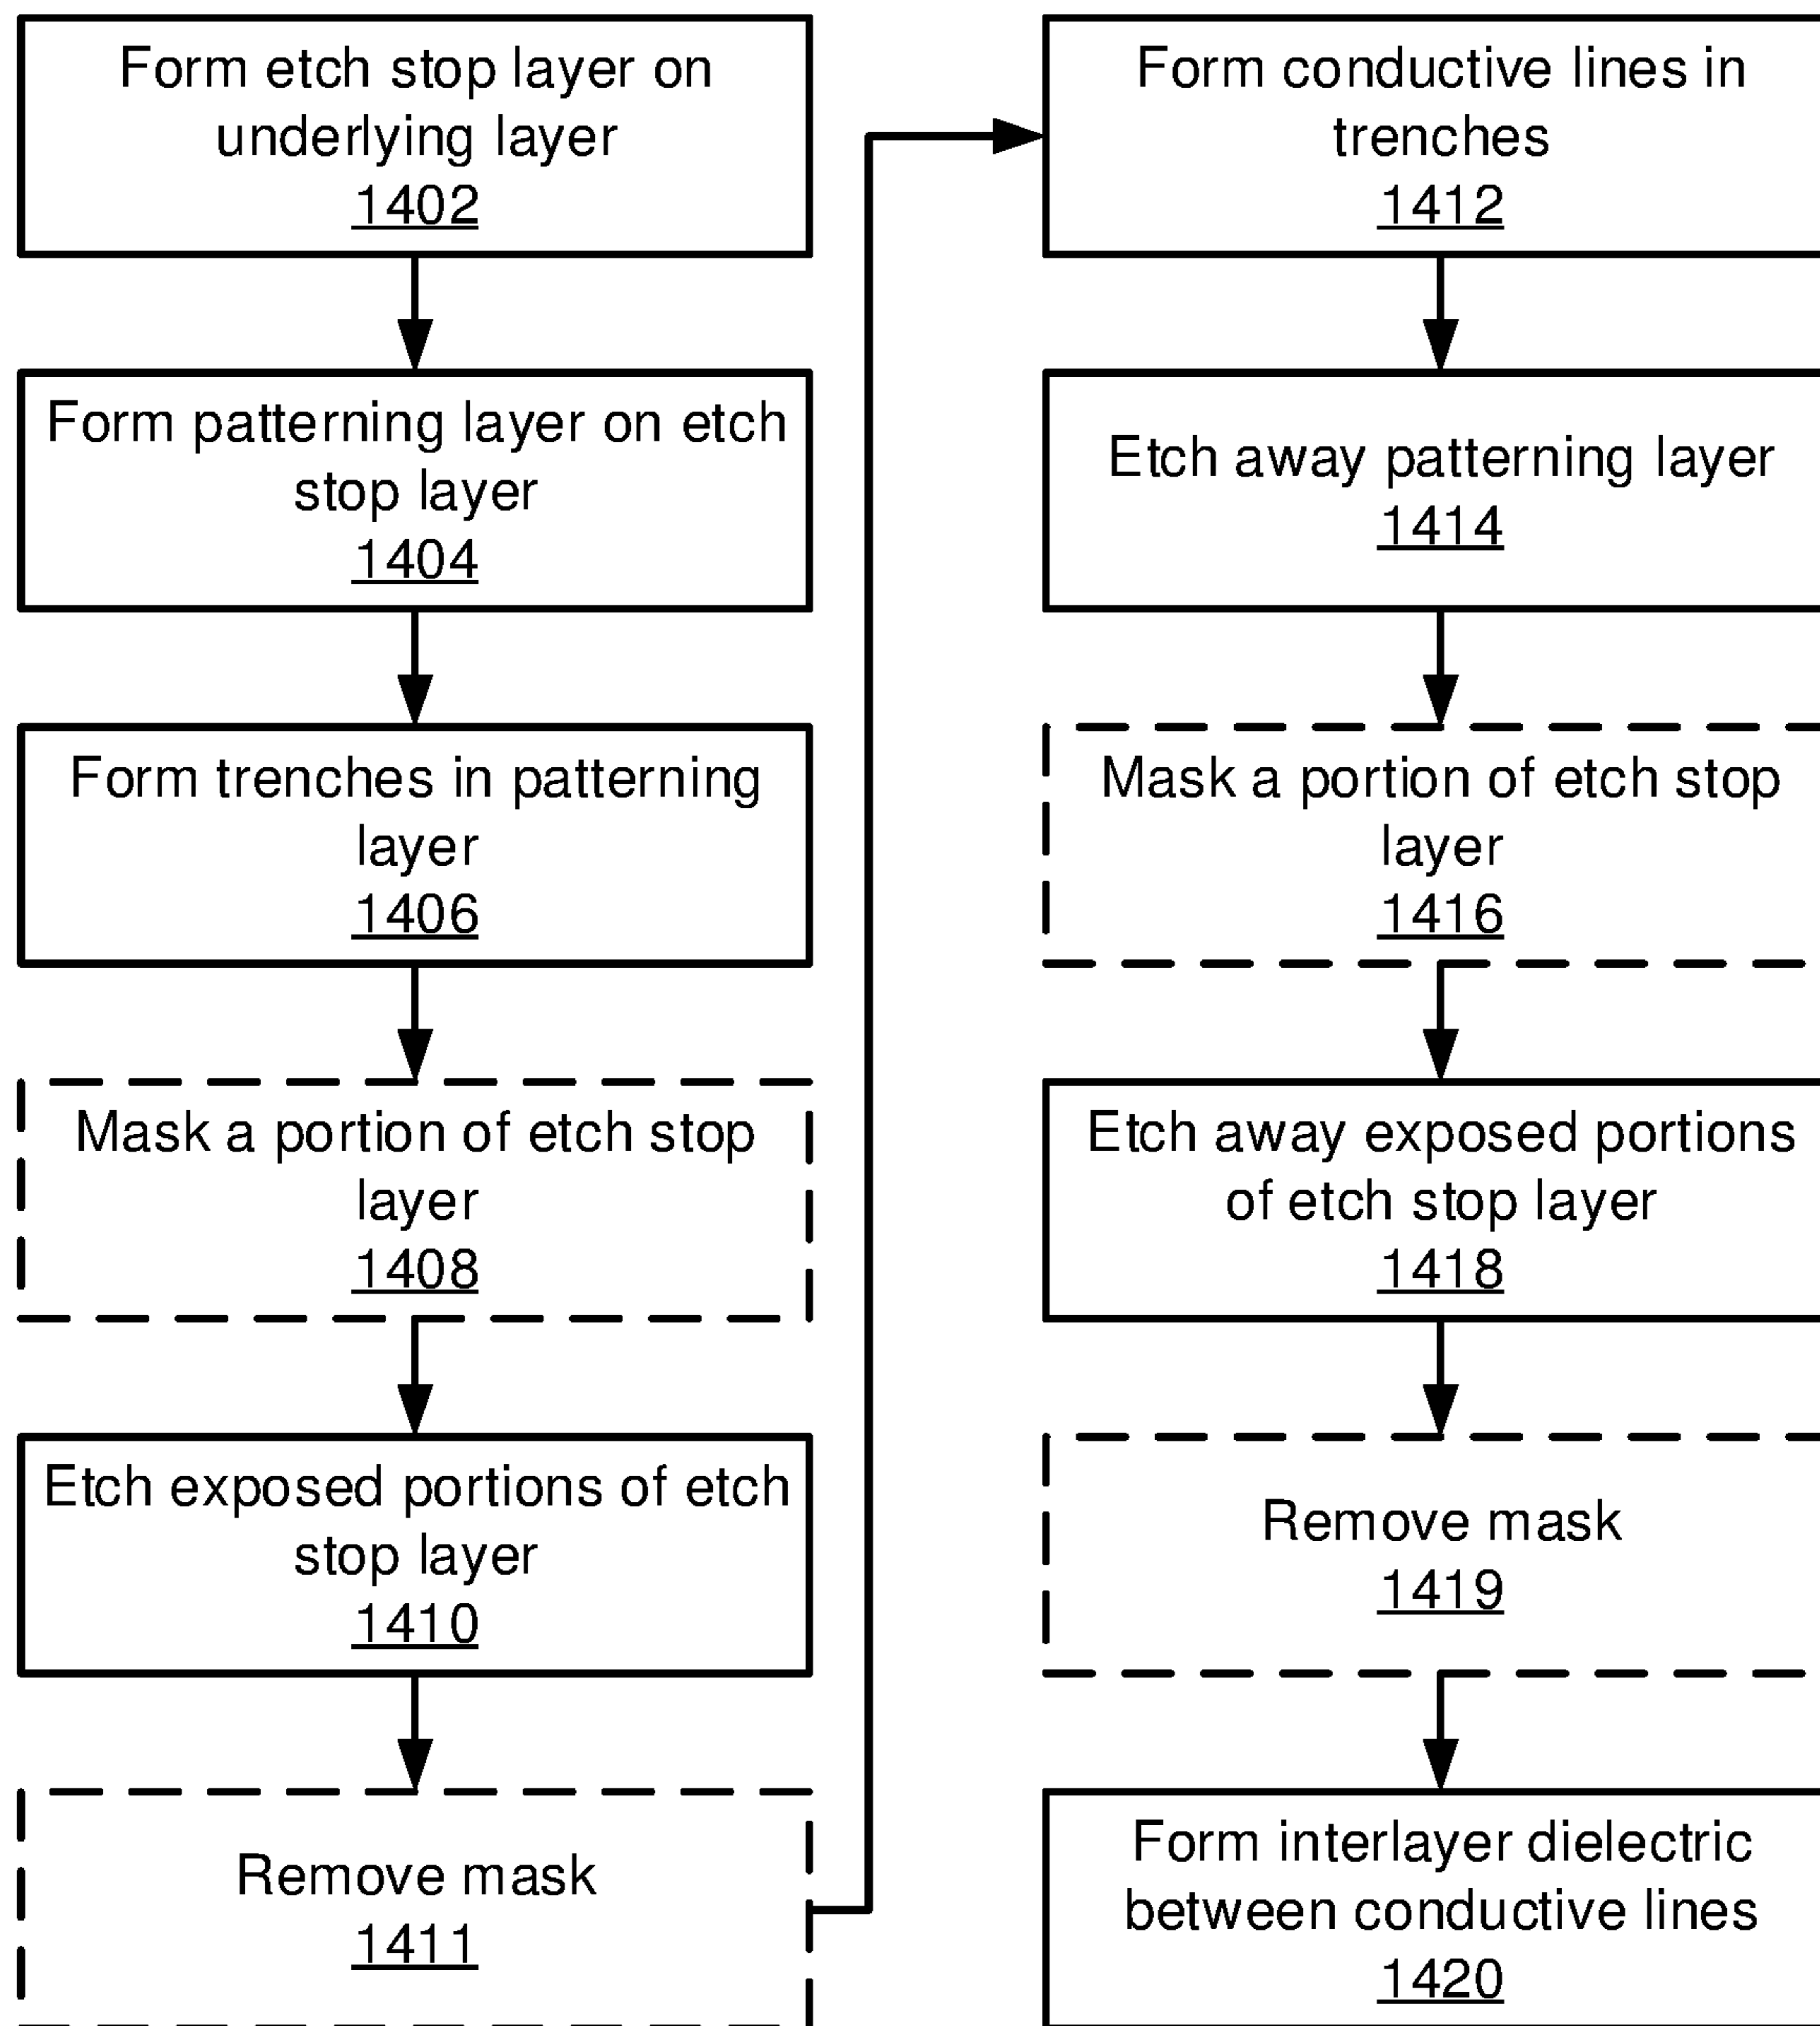 Form etch stop layer on
underlying layer
1402
Form patterning layer on etch
stop layer
1404
Form trenches in patterning
layer
1406
Mask a portion of etch stop
layer
1408
Etch exposed portions of etch
stop layer
1410
Remove mask
1411
Form conductive lines in
trenches
1412
Etch away patterning layer
1414
Mask a portion of etch stop
layer
1416
Etch away exposed portions
of etch stop layer
1418
Remove mask
1419
Form interlayer dielectric
between conductive lines
1420